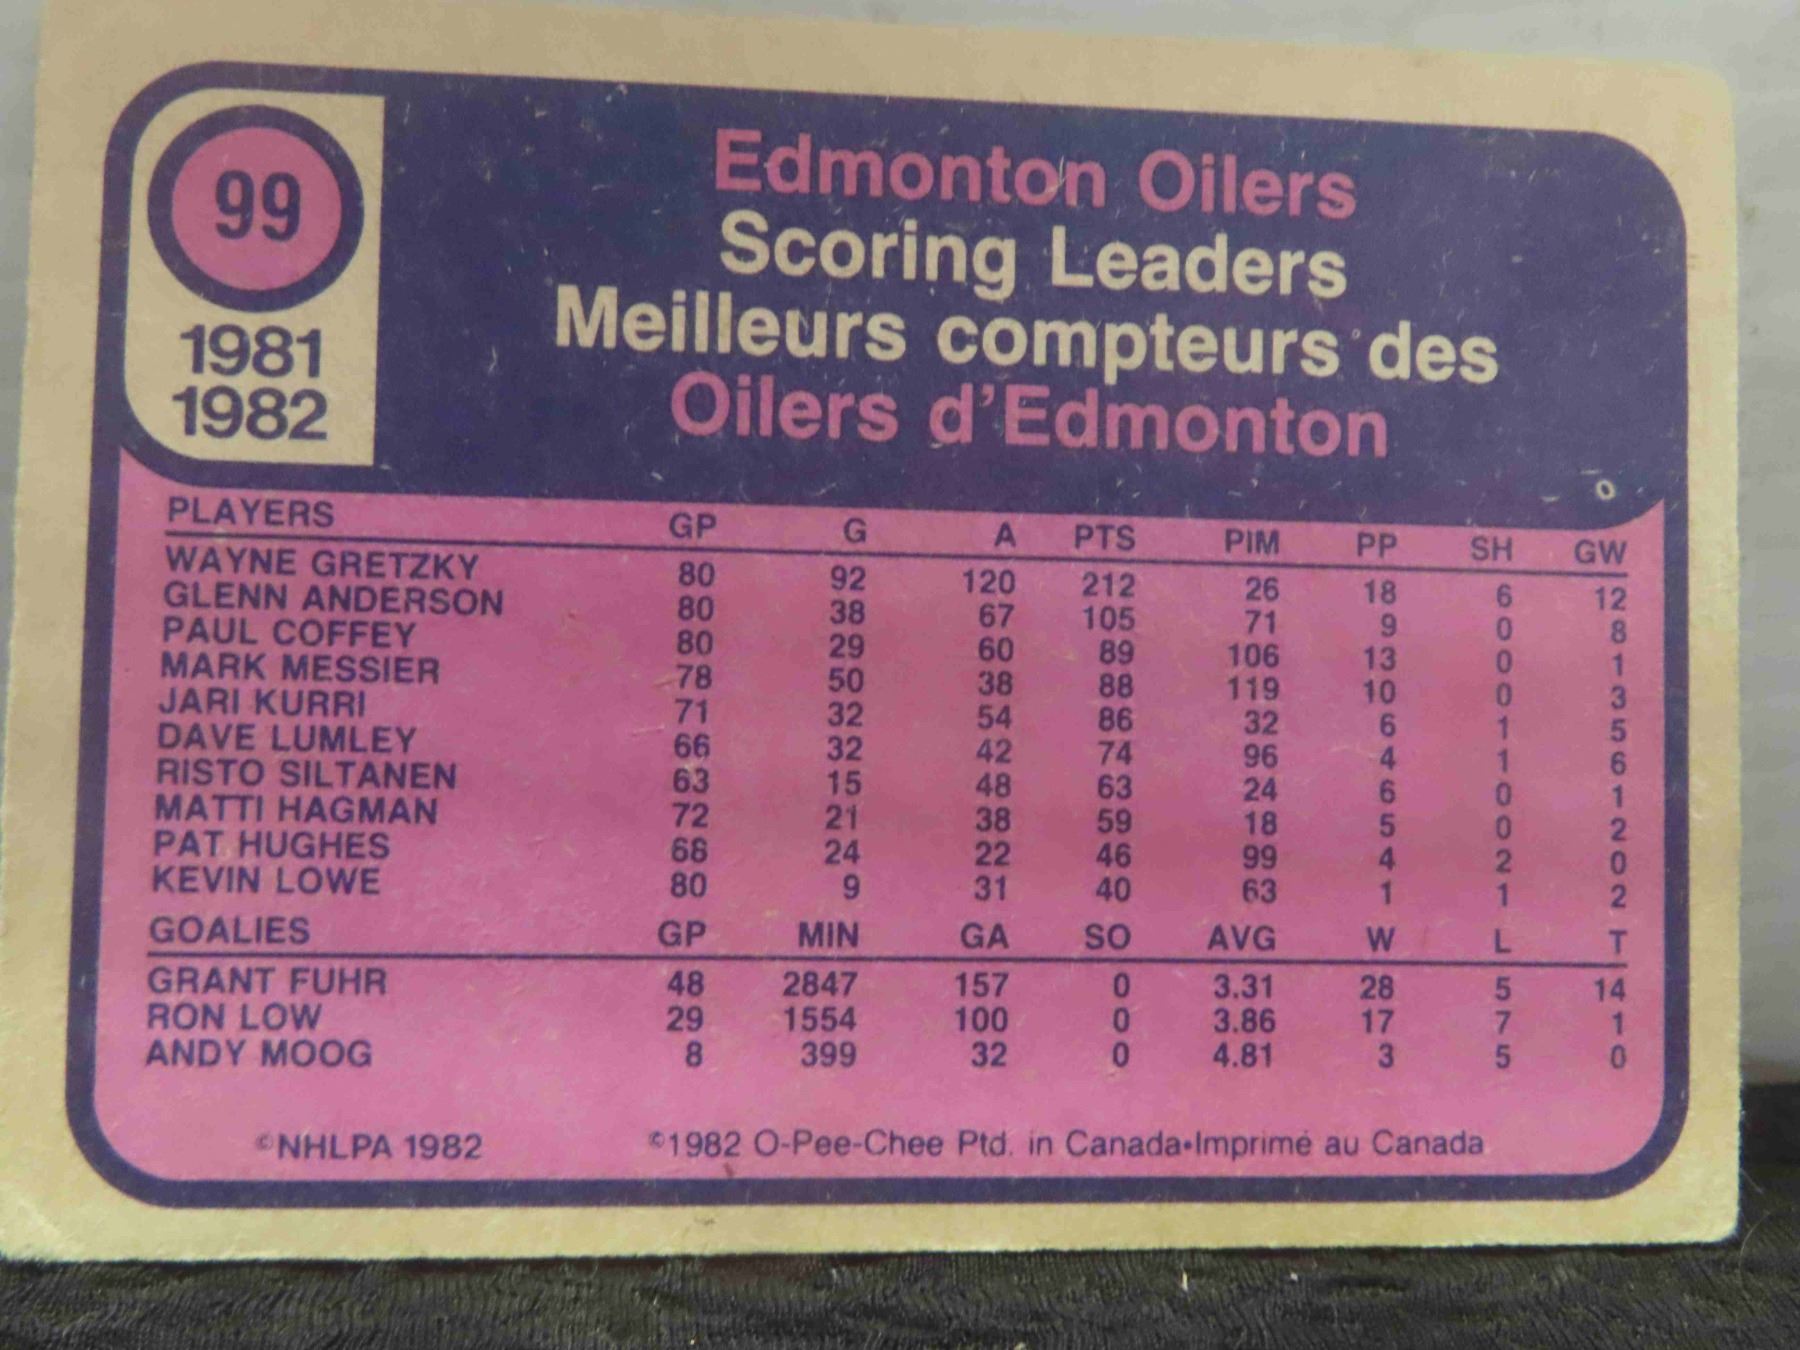 99
1981
1982
Edmonton Oilers
Scoring Leaders
Meilleurs compteurs des
Oilers d'Edmonton
PLAYERS GP G A PTS PIM PP SH GW
WAYNE GRETZKY 80 92 120 212 26 18 6 12
GLENN ANDERSON 80 38 67 105 71 9 0 8
PAUL COFFEY 80 29 60 89 106 13 0 1
MARK MESSIER 78 50 38 88 119 10 0 3
JARI KURRI 71 32 54 86 32 6 1 5
DAVE LUMLEY 66 32 42 74 96 4 1 6
RISTO SILTANEN 63 15 48 63 24 6 0 1
MATTI HAGMAN 72 21 38 59 18 5 0 2
PAT HUGHES 68 24 22 46 99 4 2 0
KEVIN LOWE 80 9 31 40 63 1 1 2
GOALIES GP MIN GA SO AVG W L T
GRANT FUHR 48 2847 157 0 3.31 28 5 14
RON LOW 29 1554 100 0 3.86 17 7 1
ANDY MOOG 8 399 32 0 4.81 3 5 0
©NHLPA 1982 ©1982 O-Pee-Chee Ptd. in Canada•Imprimé au Canada